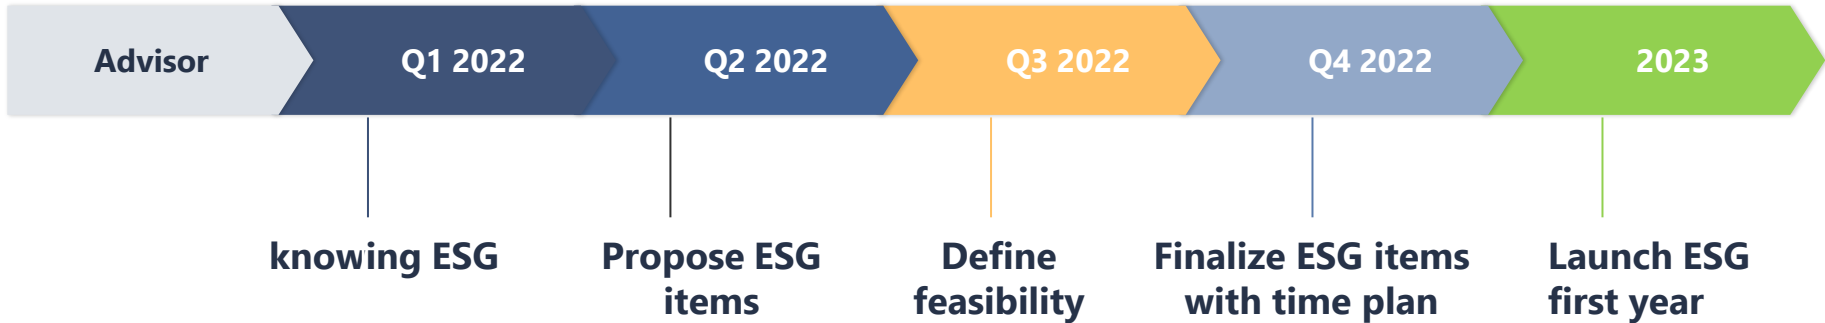 Advisor
Q1 2022
Q2 2022
Q3 2022
Q4 2022
2023
knowing ESG
Propose ESG
items
Define
feasibility
Finalize ESG items
with time plan
Launch ESG
first year